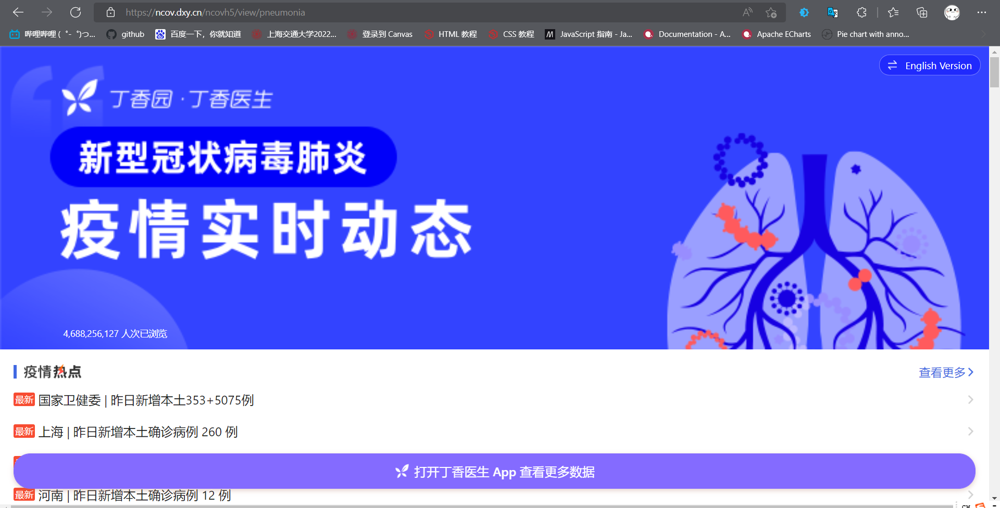 https://ncov.dxy.cn/ncovh5/view/pneumonia
哔哩哔哩 (゜-゜)つ... github 百度一下，你就知道 上海交通大学2022... 登录到 Canvas HTML 教程 CSS 教程 JavaScript 指南 - Ja... Documentation - A... Apache ECharts Pie chart with anno...
English Version
丁香园 · 丁香医生
新型冠状病毒肺炎
疫情实时动态
4,688,256,127 人次已浏览
疫情热点 查看更多
最新 国家卫健委 | 昨日新增本土353+5075例
最新 上海 | 昨日新增本土确诊病例 260 例
打开丁香医生 App 查看更多数据
最新 河南 | 昨日新增本土确诊病例 12 例